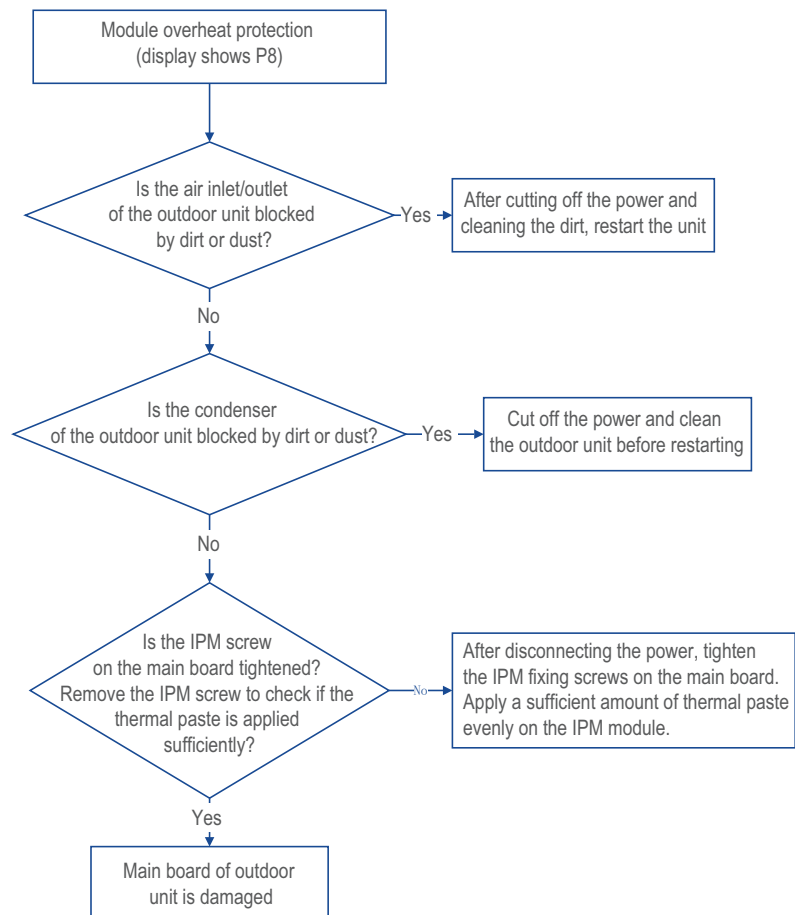 Module overheat protection
(display shows P8)
Is the air inlet/outlet
of the outdoor unit blocked
by dirt or dust?
Yes
After cutting off the power and
cleaning the dirt, restart the unit
No
Is the condenser
of the outdoor unit blocked by dirt or dust?
Yes
Cut off the power and clean
the outdoor unit before restarting
No
Is the IPM screw
on the main board tightened?
Remove the IPM screw to check if the
thermal paste is applied
sufficiently?
No
After disconnecting the power, tighten
the IPM fixing screws on the main board.
Apply a sufficient amount of thermal paste
evenly on the IPM module.
Yes
Main board of outdoor
unit is damaged